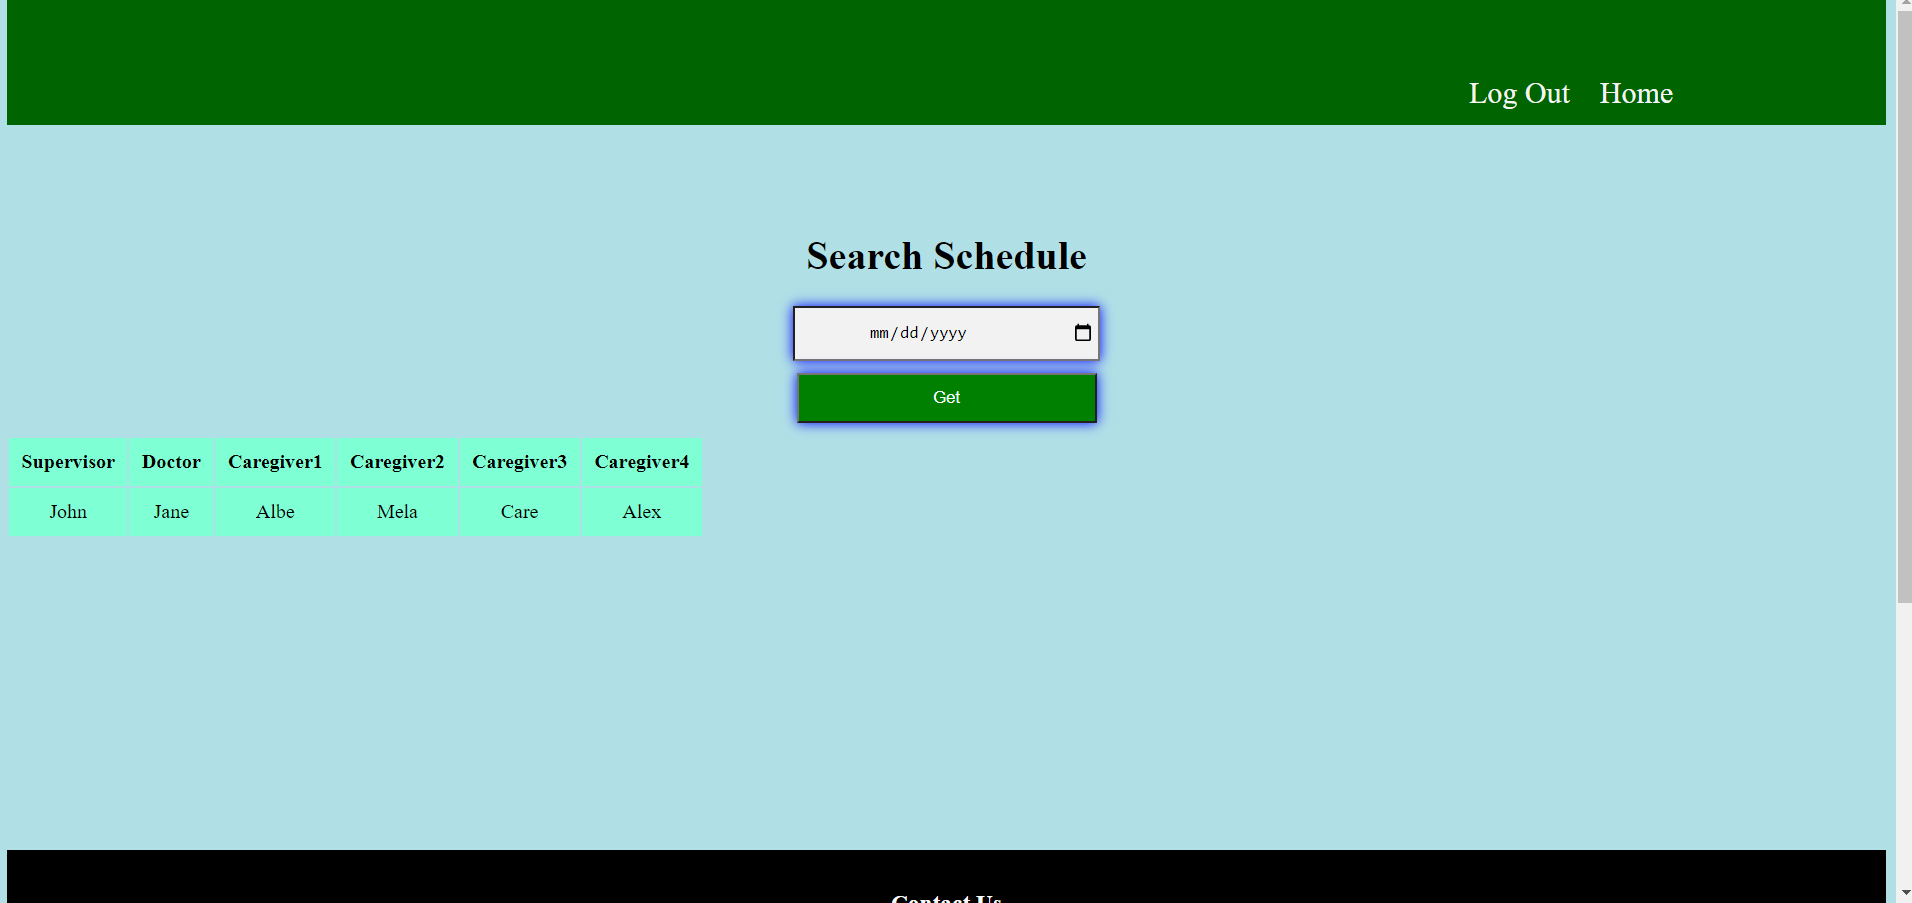 Log Out Home
Search Schedule
mm/dd/yyyy
Get
Supervisor Doctor Caregiver1 Caregiver2 Caregiver3 Caregiver4
John Jane Albe Mela Care Alex
Contact Us